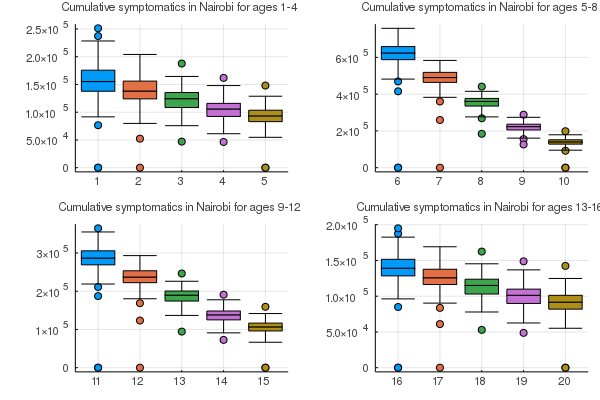 Cumulative symptomatics in Nairobi for ages 1-4
2.5×10 5
2.0×10 5
1.5×10 5
1.0×10 5
5.0×10 4
0
1 2 3 4 5
Cumulative symptomatics in Nairobi for ages 5-8
6×10 5
4×10 5
2×10 5
0
6 7 8 9 10
Cumulative symptomatics in Nairobi for ages 9-12
3×10 5
2×10 5
1×10 5
0
11 12 13 14 15
Cumulative symptomatics in Nairobi for ages 13-16
2.0×10 5
1.5×10 5
1.0×10 5
5.0×10 4
0
16 17 18 19 20